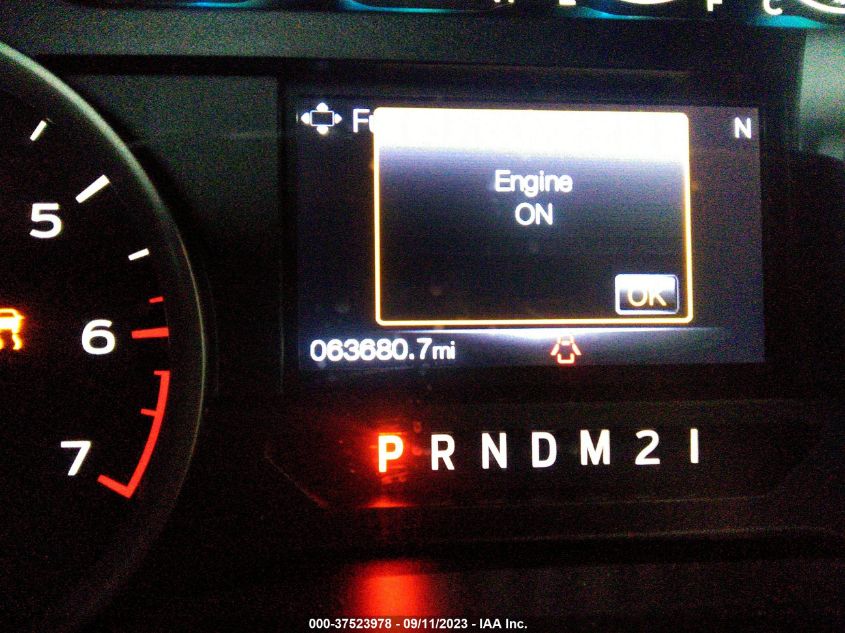 N
Engine
ON
OK
063680.7mi
5
6
7
P R N D M 2 1
F C
000-37523978 - 09/11/2023 - IAA Inc.